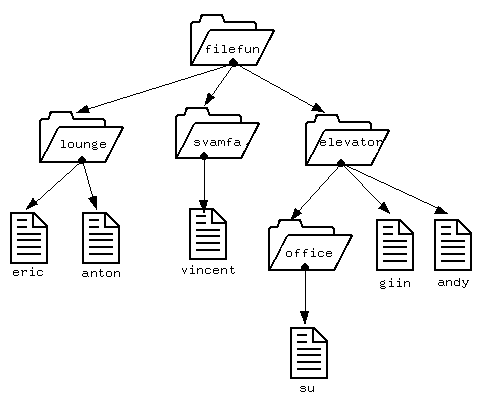 filefun
lounge
svamfa
elevator
eric
anton
vincent
office
giin
andy
su